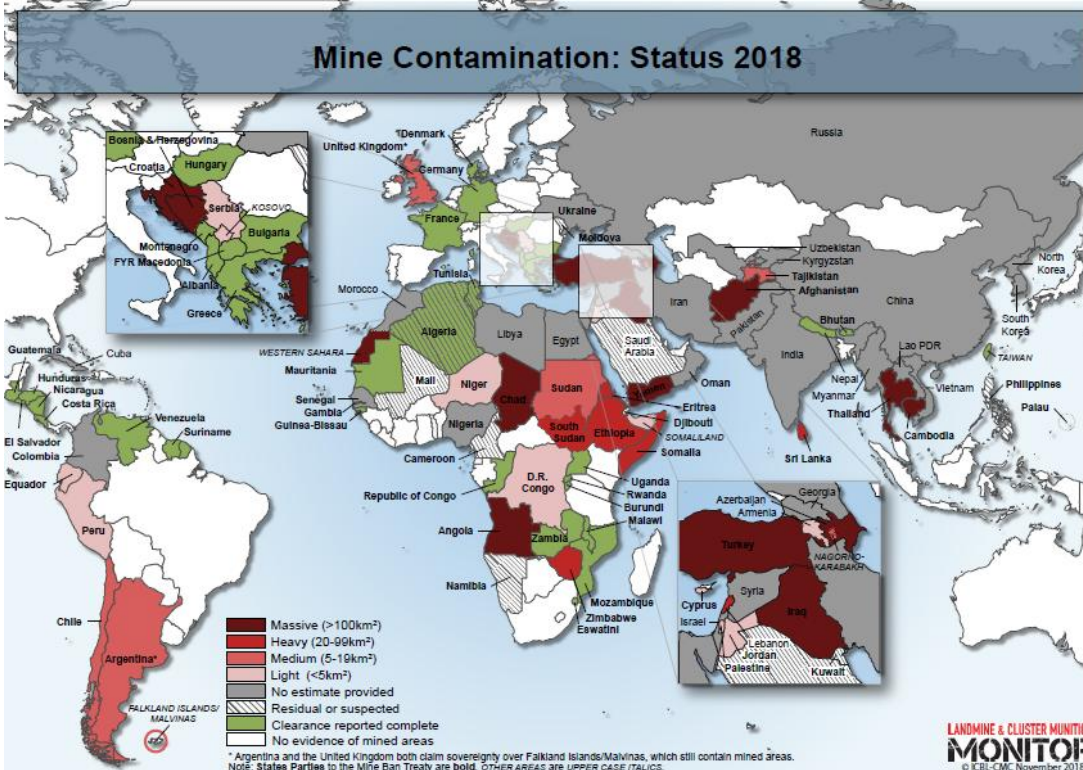 Mine Contamination: Status 2018
Russia
Bosnia & Herzegovina
Croatia
Hungary
Serbia
KOSOVO
Bulgaria
Montenegro
FYR Macedonia
Albania
Greece
Denmark
United Kingdom*
Germany
France
Ukraine
Moldova
Uzbekistan
Kyrgyzstan
Tajikistan
Afghanistan
North
Korea
South
Korea
China
Iran
Pakistan
Bhutan
TAIWAN
India
Nepal
Myanmar
Lao PDR
Vietnam
Thailand
Cambodia
Philippines
Palau
Sri Lanka
Tunisia
Morocco
Algeria
Libya
Egypt
Saudi
Arabia
WESTERN SAHARA
Mauritania
Mali
Niger
Chad
Sudan
Yemen
Oman
Eritrea
Djibouti
SOMALILAND
Somalia
Senegal
Gambia
Guinea-Bissau
Nigeria
South
Sudan
Ethiopia
Cameroon
D.R.
Congo
Republic of Congo
Uganda
Rwanda
Burundi
Malawi
Angola
Zambia
Namibia
Mozambique
Zimbabwe
Eswatini
Guatemala
Cuba
Hunduras
Nicaragua
Costa Rica
El Salvador
Venezuela
Suriname
Colombia
Equador
Peru
Chile
Argentina*
FALKLAND ISLANDS/
MALVINAS
Azerbaijan
Armenia
Georgia
Turkey
NAGORNO-
KARABAKH
Cyprus
Syria
Israel
Iraq
Lebanon
Jordan
Palestine
Kuwait
Massive (>100km²)
Heavy (20-99km²)
Medium (5-19km²)
Light (<5km²)
No estimate provided
Residual or suspected
Clearance reported complete
No evidence of mined areas
* Argentina and the United Kingdom both claim sovereignty over Falkland Islands/Malvinas, which still contain mined areas.
Note: States Parties to the Mine Ban Treaty are bold. OTHER AREAS are UPPER CASE ITALICS.
LANDMINE & CLUSTER MUNITIO
MONITOR
© ICBL-CMC November 2018